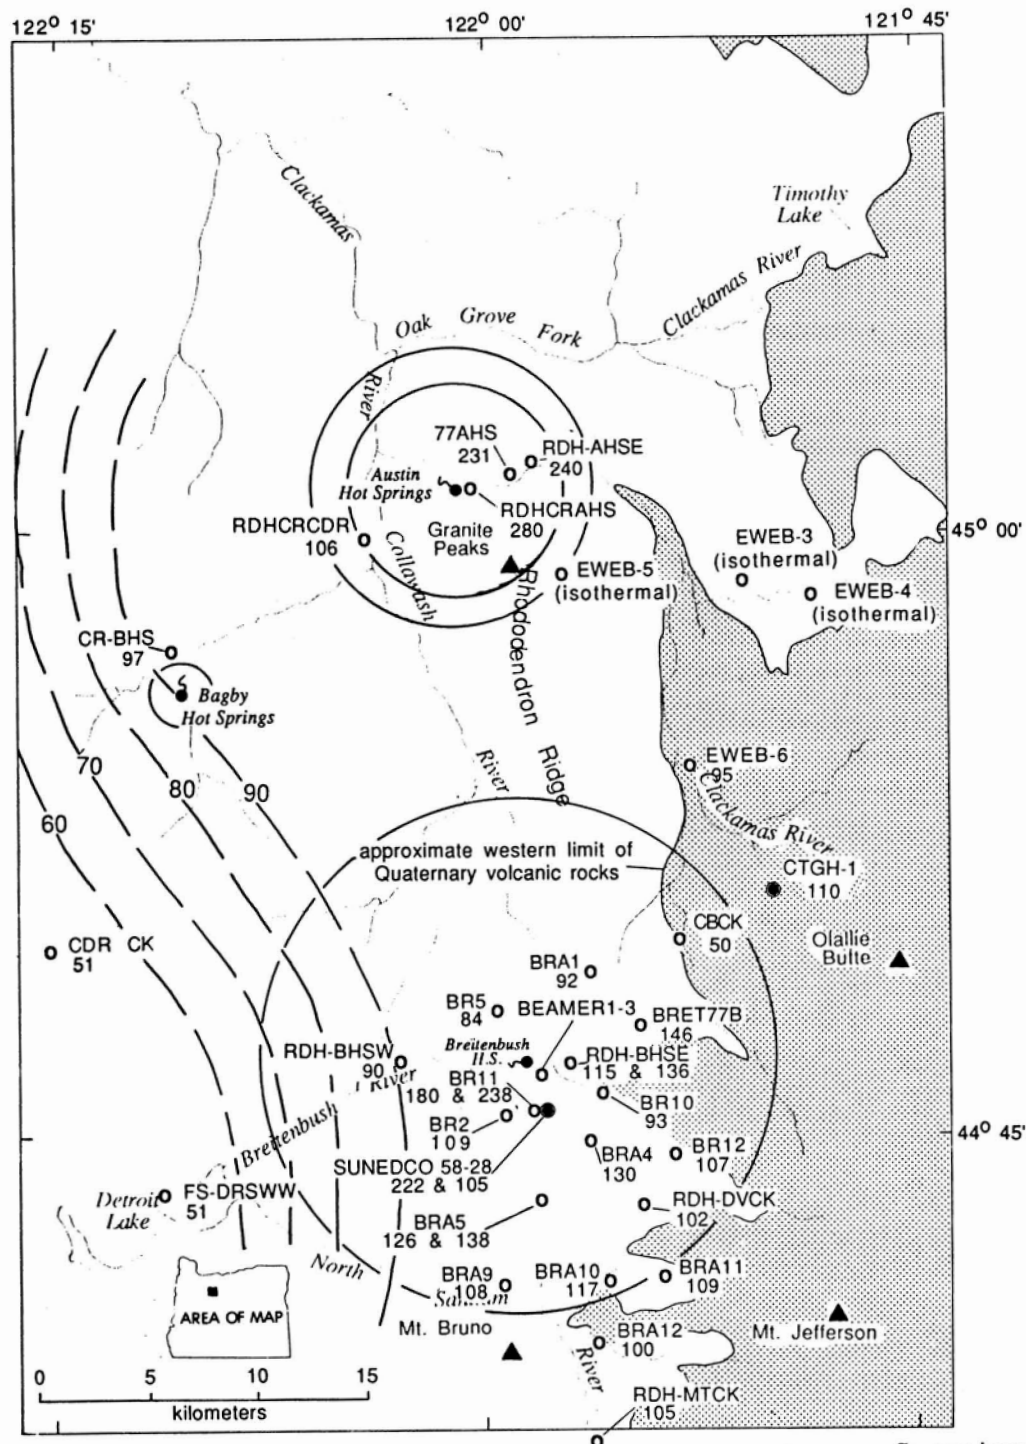 122° 15'
122° 00'
121° 45'
Clackamas
Timothy
Lake
Clackamas River
Oak Grove Fork
River
77AHS
231
RDH-AHSE
240
Austin
Hot Springs
RDHCRAHS
280
RDHCRCDR
106
Granite
Peaks
45° 00'
EWEB-3
(isothermal)
EWEB-5
(isothermal)
EWEB-4
(isothermal)
Collawash
Rhododendron
Ridge
CR-BHS
97
Bagby
Hot Springs
River
EWEB-6
95
70
80
90
60
Clackamas River
approximate western limit of
Quaternary volcanic rocks
CTGH-1
110
CBCK
50
CDR CK
51
Olallie
Butte
BRA1
92
BR5
84
BEAMER1-3
BRET77B
146
Breitenbush
H.S.
RDH-BHSW
90
RDH-BHSE
115 & 136
River
BR11
180 & 238
BR10
93
BR2
109
Breitenbush
44° 45'
BRA4
130
BR12
107
SUNEDCO 58-28
222 & 105
Detroit
Lake
FS-DRSWW
51
RDH-DVCK
102
BRA5
126 & 138
North
BRA9
108
BRA10
117
BRA11
109
AREA OF MAP
Mt. Bruno
BRA12
100
Mt. Jefferson
River
0 5 10 15
kilometers
RDH-MTCK
105